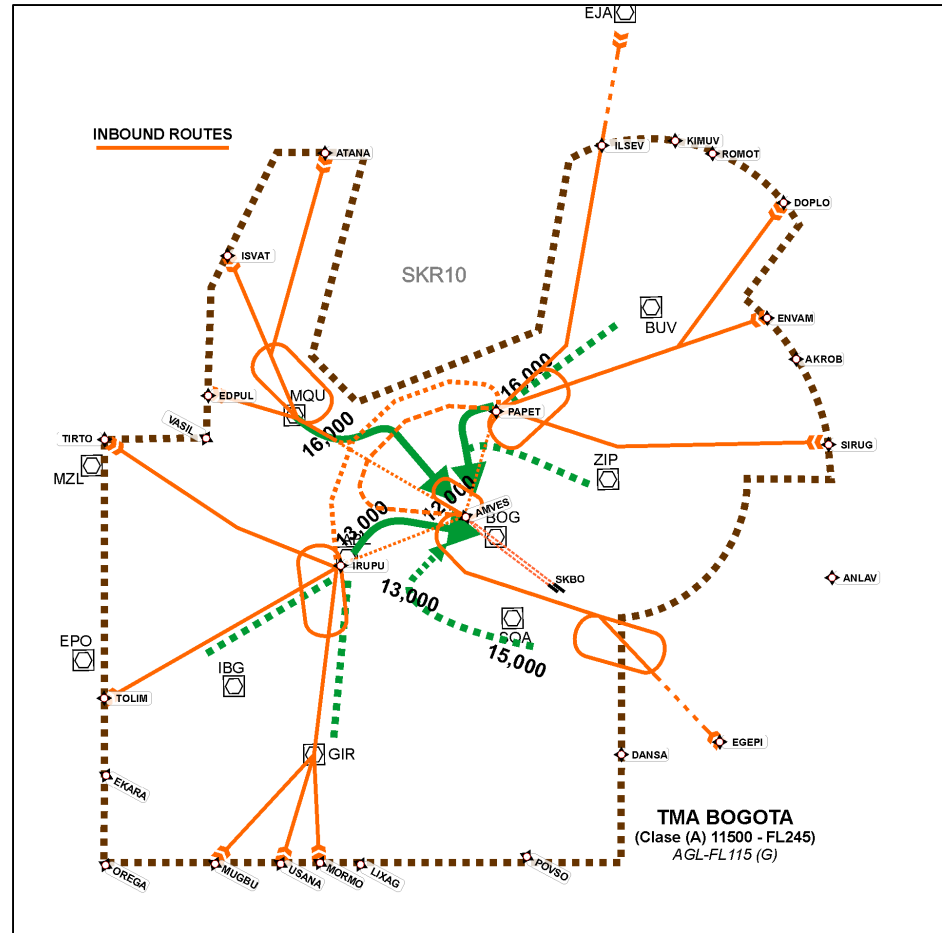 EJA
INBOUND ROUTES
ATANA
ILSEV
KIMUV
ROMOT
DOPLO
ISVAT
SKR10
BUV
ENVAM
AKROB
EDPUL
MQU
16,000
16,000
PAPET
VASIL
TIRTO
SIRUG
MZL
ZIP
12,000
AMVES
BOG
13,000
IRUPU
SKBO
ANLAV
13,000
SOA
15,000
EPO
IBG
TOLIM
EGEPI
GIR
DANSA
EKARA
TMA BOGOTA
(Clase (A) 11500 - FL245)
AGL-FL115 (G)
OREGA
MUGBU
USANA
MORMO
LIXAG
POVSO